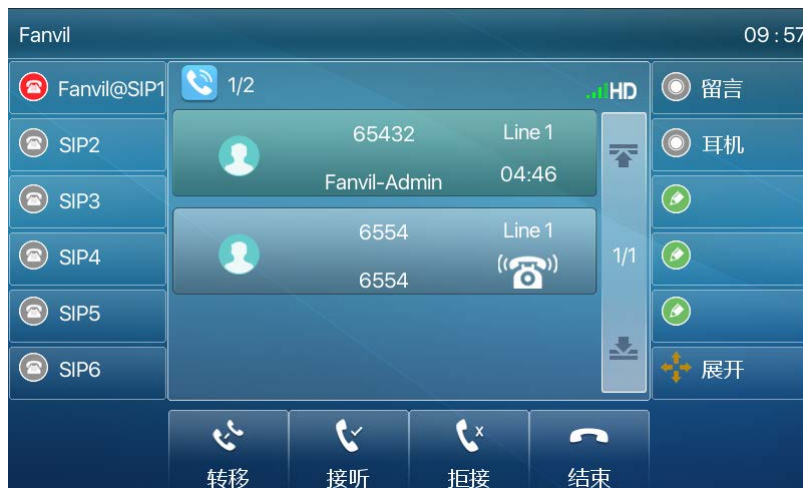 Fanvil 09:57
Fanvil@SIP1
SIP2
SIP3
SIP4
SIP5
SIP6
1/2 HD
65432 Line 1
Fanvil-Admin 04:46
6554 Line 1
6554
1/1
留言
耳机
展开
转移 接听 拒接 结束